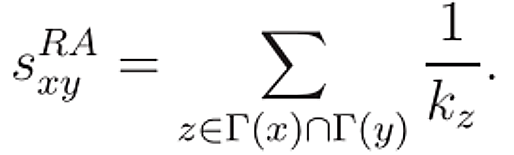 $s_{xy}^{RA} = \sum_{z \in \Gamma(x) \cap \Gamma(y)} \frac{1}{k_z}.$